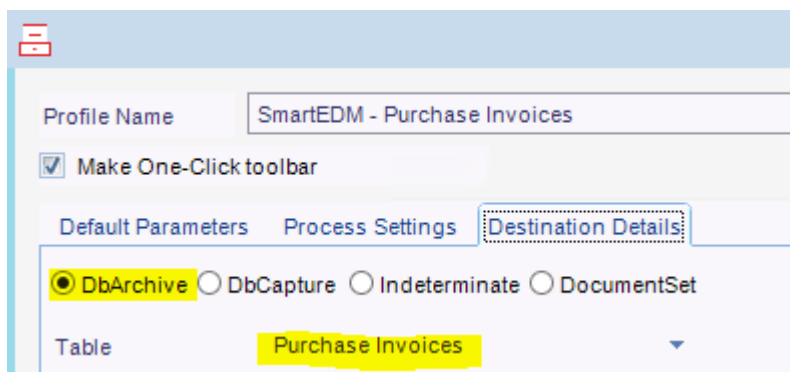 Profile Name SmartEDM - Purchase Invoices
Make One-Click toolbar
Default Parameters Process Settings Destination Details
DbArchive DbCapture Indeterminate DocumentSet
Table Purchase Invoices